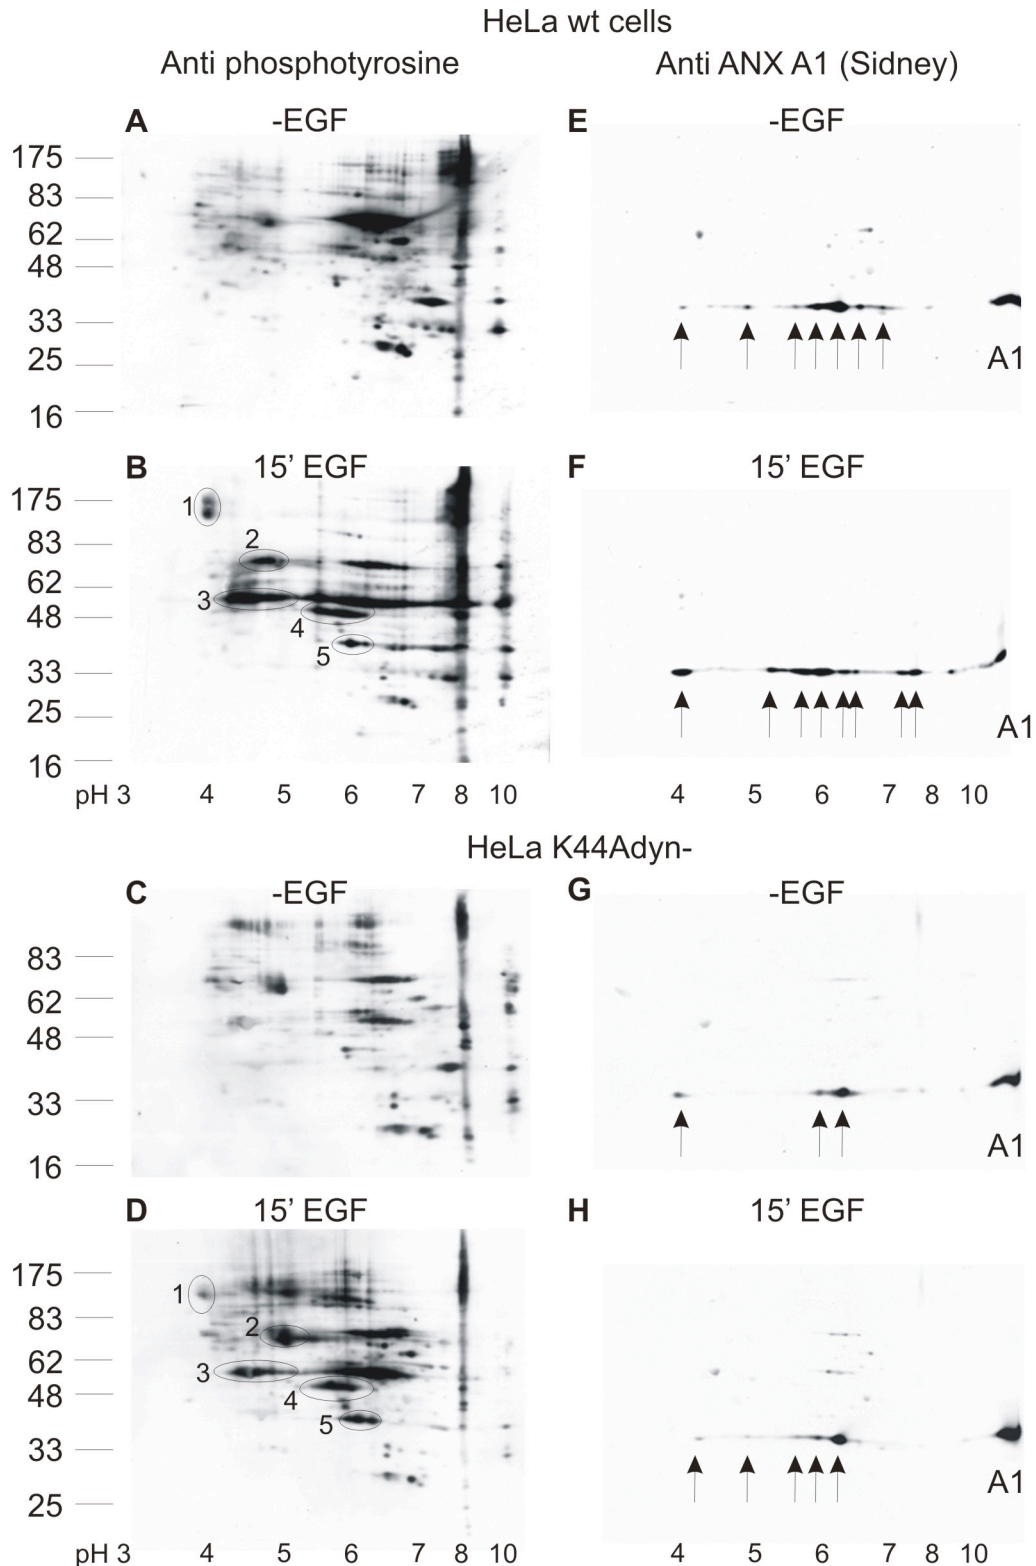 HeLa wt cells
Anti phosphotyrosine
Anti ANX A1 (Sidney)
A
-EGF
175
83
62
48
33
25
16
E
-EGF
A1
B
15’ EGF
175
83
62
48
33
25
16
1
2
3
4
5
F
15’ EGF
A1
pH 3 4 5 6 7 8 10
4 5 6 7 8 10
HeLa K44Adyn-
C
-EGF
83
62
48
33
16
G
-EGF
A1
D
15’ EGF
175
83
62
48
33
25
1
2
3
4
5
H
15’ EGF
A1
pH 3 4 5 6 7 8 10
4 5 6 7 8 10